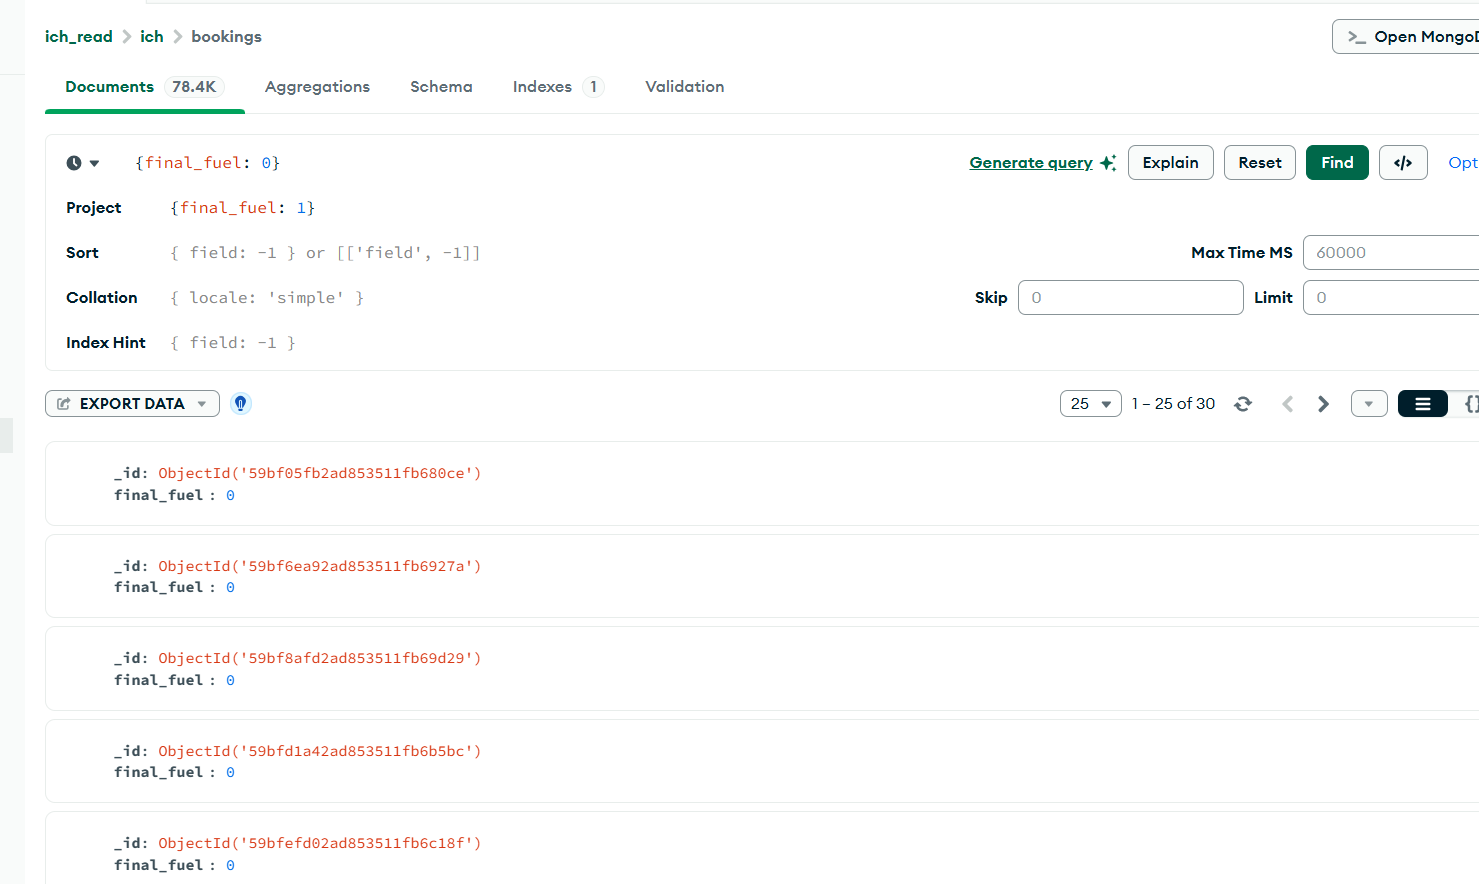 ich_read > ich > bookings
>_ Open Mongo
Documents 78.4K Aggregations Schema Indexes 1 Validation
{final_fuel: 0} Generate query Explain Reset Find </> Opt
Project {final_fuel: 1}
Sort { field: -1 } or [['field', -1]] Max Time MS 60000
Collation { locale: 'simple' } Skip 0 Limit 0
Index Hint { field: -1 }
EXPORT DATA 25 1 – 25 of 30 {}
_id: ObjectId('59bf05fb2ad853511fb680ce')
final_fuel : 0
_id: ObjectId('59bf6ea92ad853511fb6927a')
final_fuel : 0
_id: ObjectId('59bf8afd2ad853511fb69d29')
final_fuel : 0
_id: ObjectId('59bfd1a42ad853511fb6b5bc')
final_fuel : 0
_id: ObjectId('59bfefd02ad853511fb6c18f')
final_fuel : 0